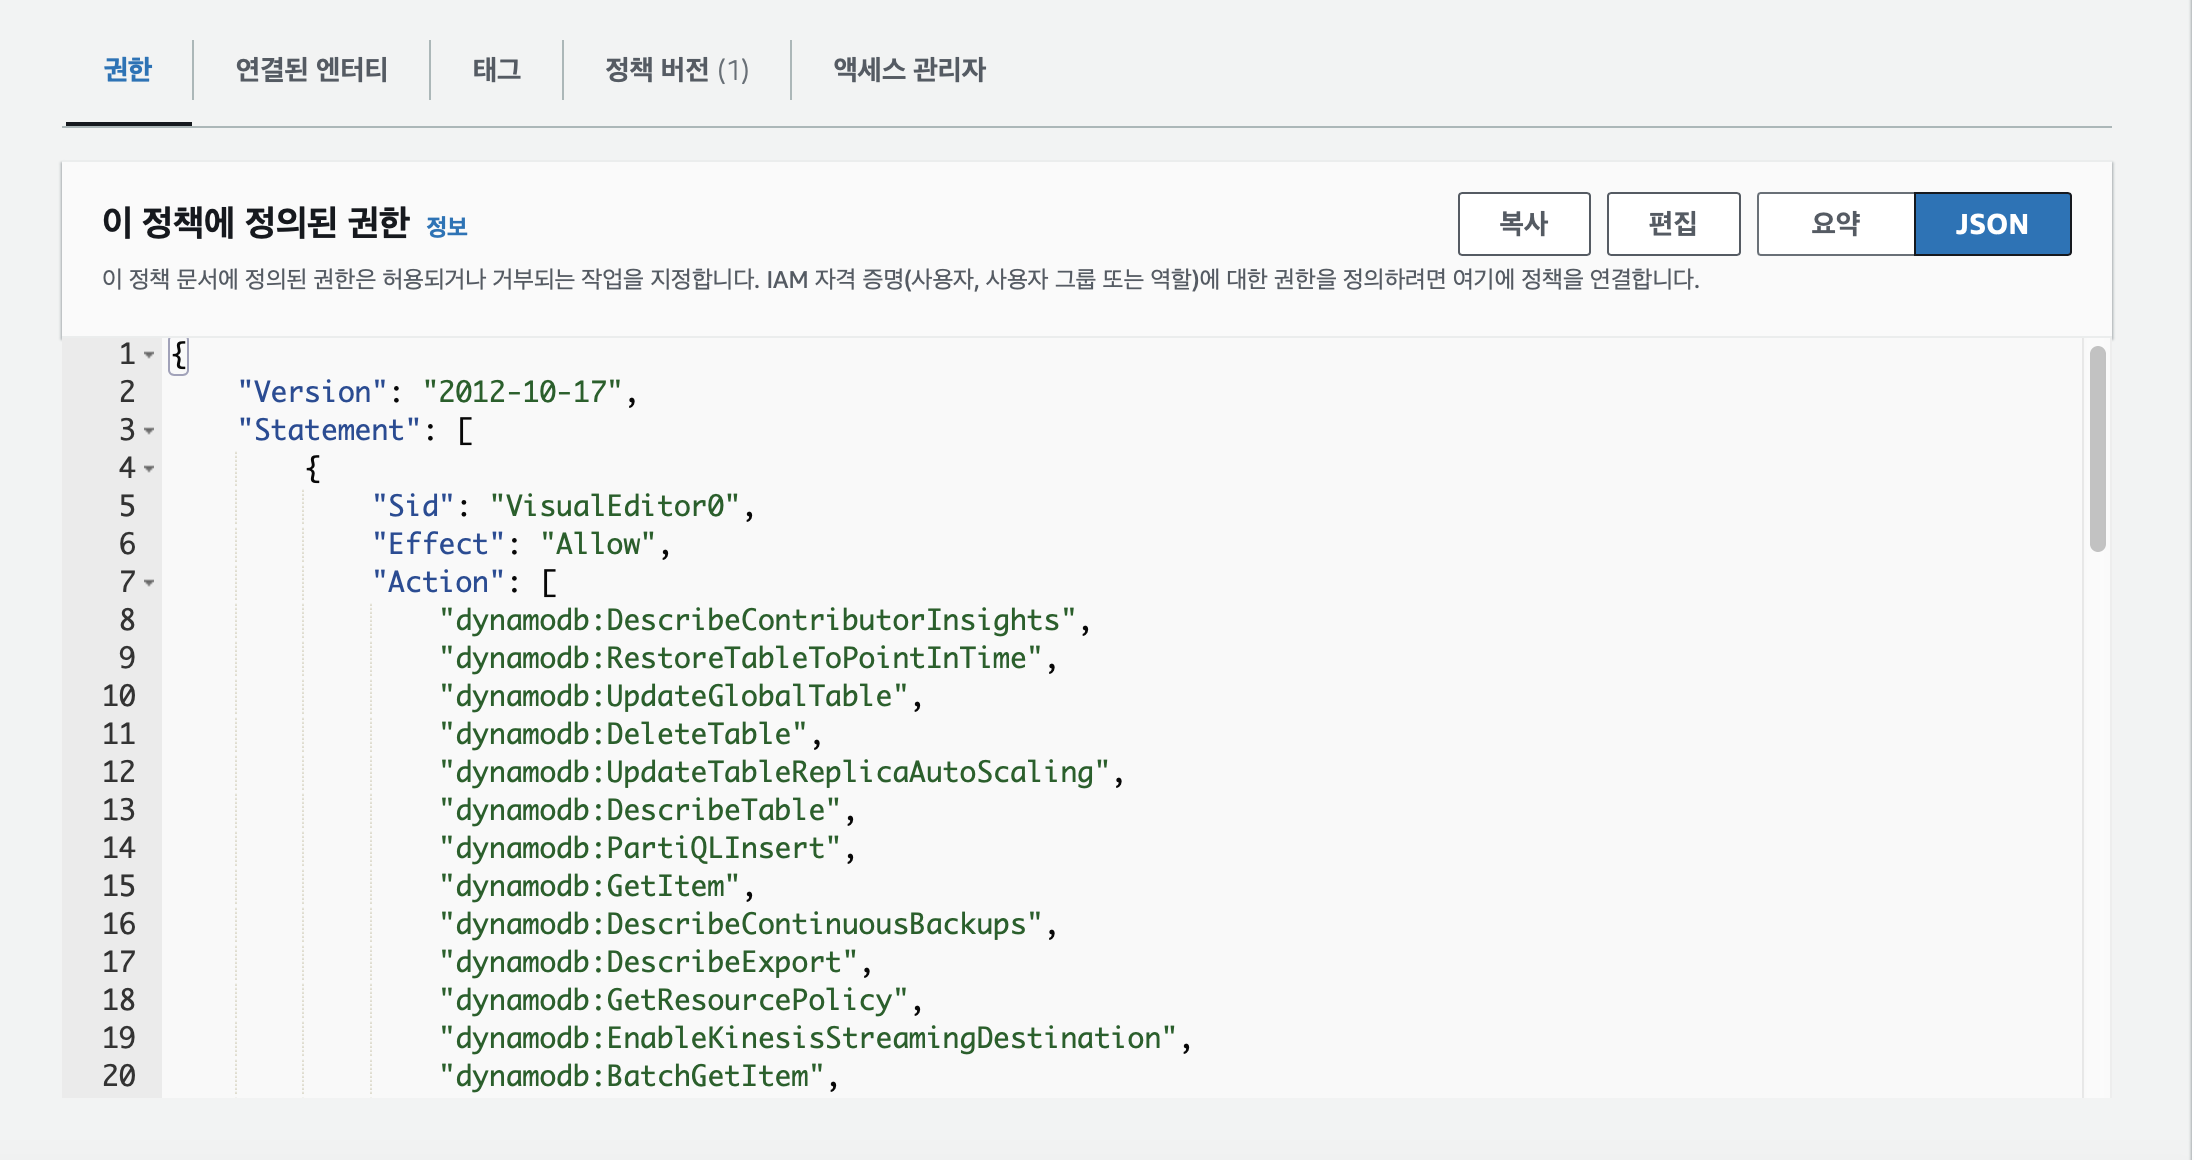 권한 연결된 엔터티 태그 정책 버전 (1) 액세스 관리자
이 정책에 정의된 권한 정보 복사 편집 요약 JSON
이 정책 문서에 정의된 권한은 허용되거나 거부되는 작업을 지정합니다. IAM 자격 증명(사용자, 사용자 그룹 또는 역할)에 대한 권한을 정의하려면 여기에 정책을 연결합니다.
1 {
2 "Version": "2012-10-17",
3 "Statement": [
4 {
5 "Sid": "VisualEditor0",
6 "Effect": "Allow",
7 "Action": [
8 "dynamodb:DescribeContributorInsights",
9 "dynamodb:RestoreTableToPointInTime",
10 "dynamodb:UpdateGlobalTable",
11 "dynamodb:DeleteTable",
12 "dynamodb:UpdateTableReplicaAutoScaling",
13 "dynamodb:DescribeTable",
14 "dynamodb:PartiQLInsert",
15 "dynamodb:GetItem",
16 "dynamodb:DescribeContinuousBackups",
17 "dynamodb:DescribeExport",
18 "dynamodb:GetResourcePolicy",
19 "dynamodb:EnableKinesisStreamingDestination",
20 "dynamodb:BatchGetItem",